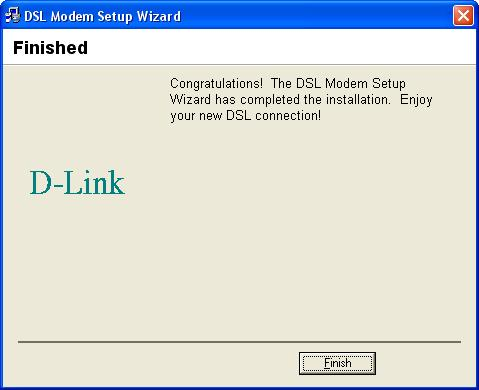 DSL Modem Setup Wizard
Finished
Congratulations! The DSL Modem Setup
Wizard has completed the installation. Enjoy
your new DSL connection!
D-Link
Finish